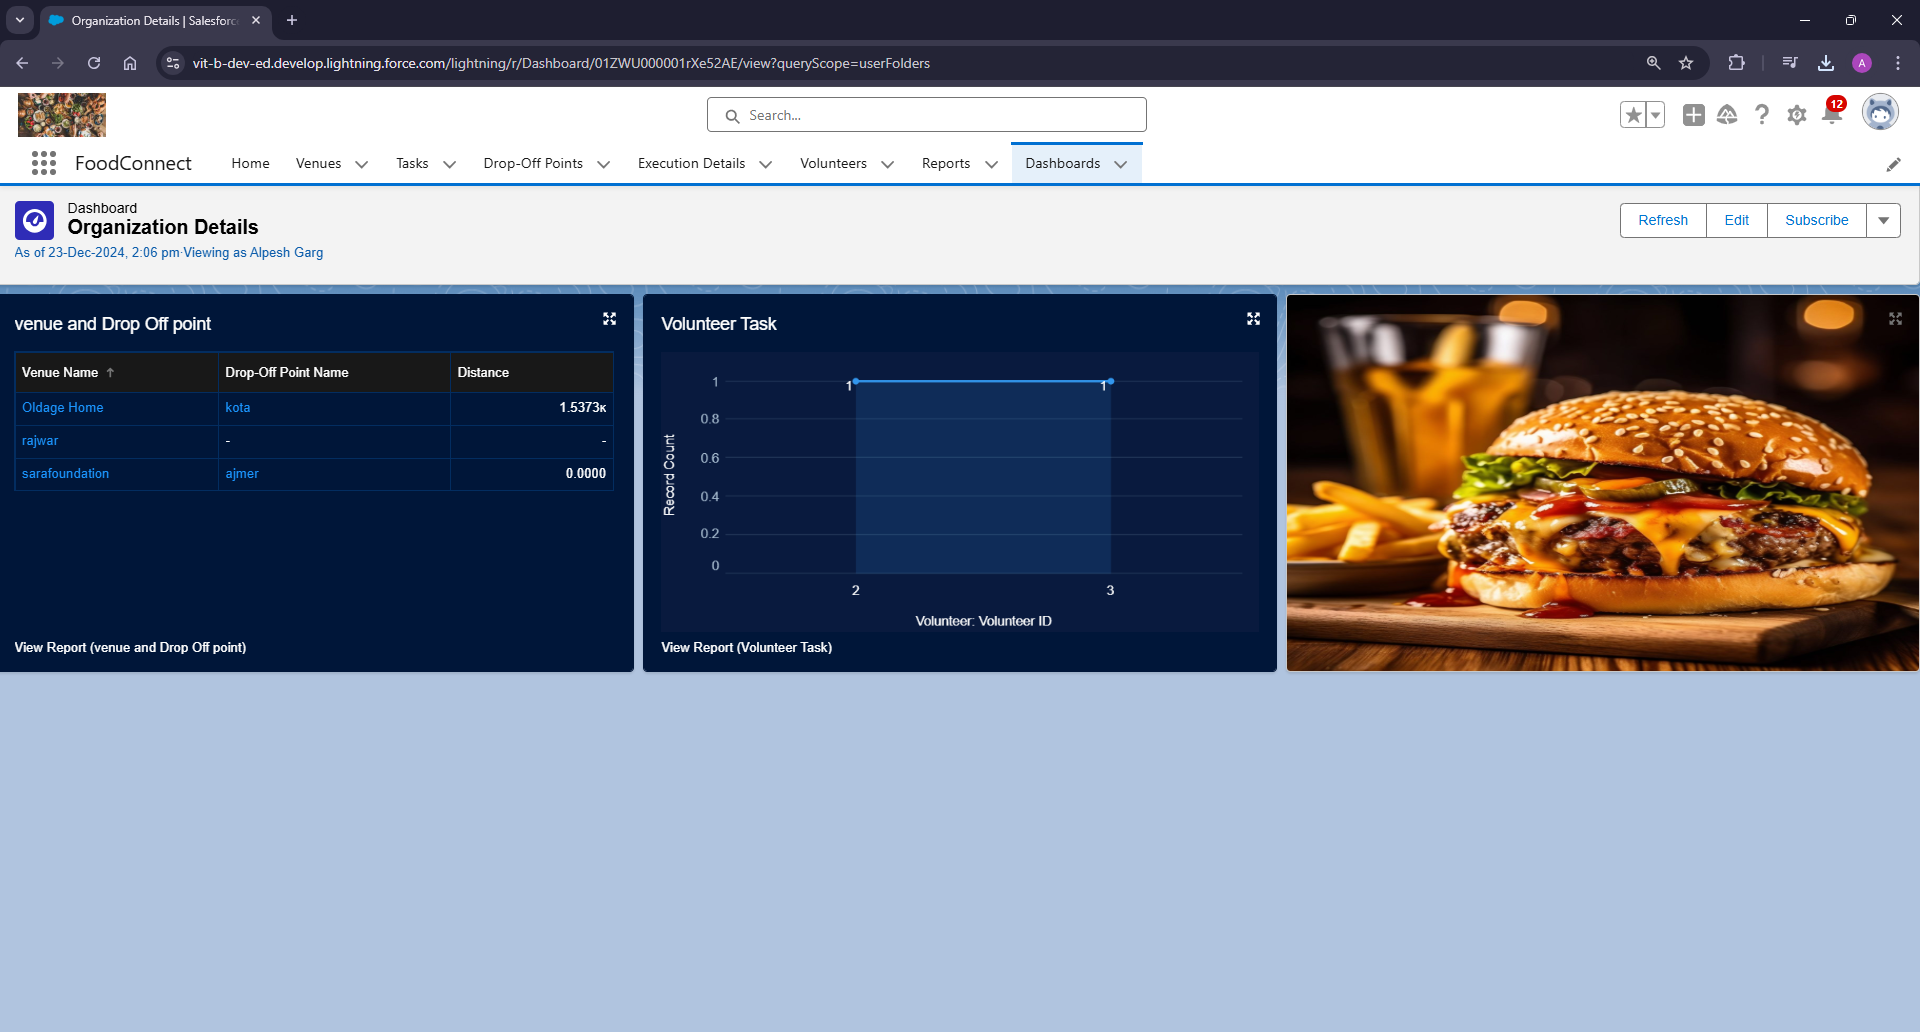 Organization Details | Salesforc
vit-b-dev-ed.develop.lightning.force.com/lightning/r/Dashboard/01ZWU000001rXe52AE/view?queryScope=userFolders
A
Search...
12
FoodConnect
Home
Venues
Tasks
Drop-Off Points
Execution Details
Volunteers
Reports
Dashboards
Dashboard
Organization Details
As of 23-Dec-2024, 2:06 pm·Viewing as Alpesh Garg
Refresh
Edit
Subscribe
venue and Drop Off point
Venue Name ↑ Drop-Off Point Name Distance
Oldage Home kota 1.5373ĸ
rajwar - -
sarafoundation ajmer 0.0000
View Report (venue and Drop Off point)
Volunteer Task
Record Count
1
0.8
0.6
0.4
0.2
0
1 1
2 3
Volunteer: Volunteer ID
View Report (Volunteer Task)